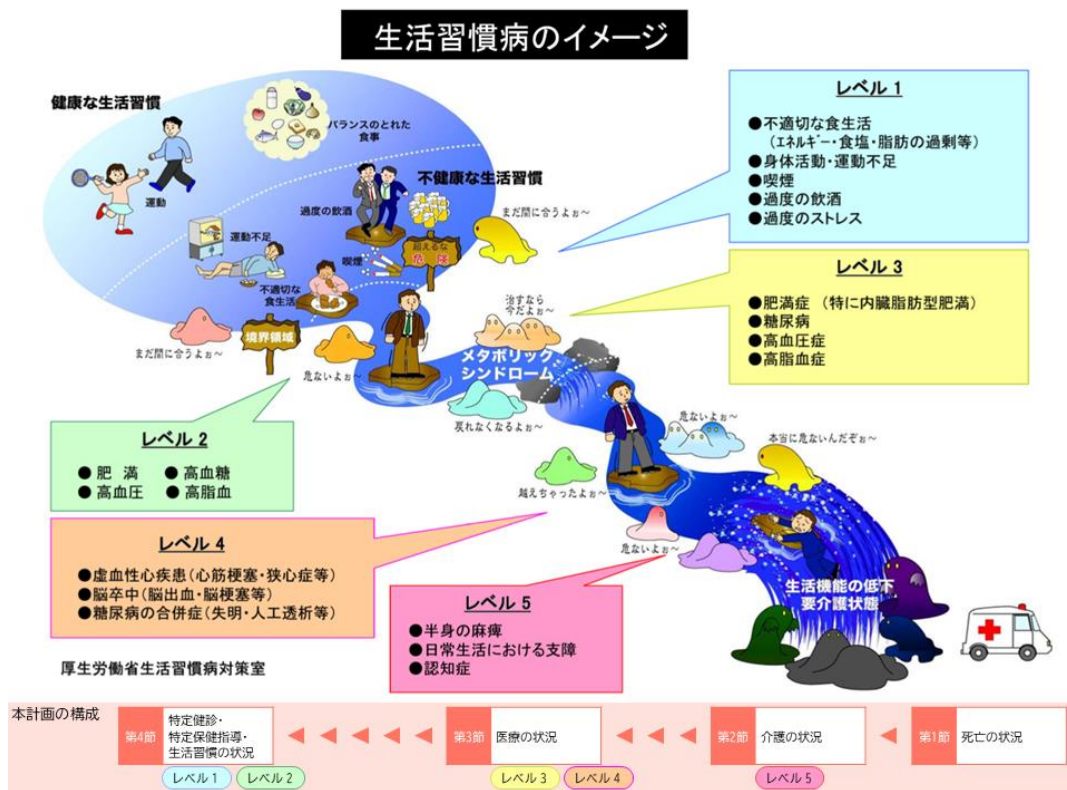 生活習慣病のイメージ
健康な生活習慣
バランスのとれた
食事
運動
不健康な生活習慣
過度の飲酒
運動不足
喫煙
超えるな
危険
不適切な
食生活
境界領域
まだ間に合うよぉ～
まだ間に合うよぉ～
危ないよぉ～
治すなら
今だよぉ～
メタボリック
シンドローム
戻れなくなるよぉ～
危ないよぉ～
本当に危ないんだぞぉ～
越えちゃったよぉ～
危ないよぉ～
生活機能の低下
要介護状態
レベル 1
●不適切な食生活
（エネルギー・食塩・脂肪の過剰等）
●身体活動・運動不足
●喫煙
●過度の飲酒
●過度のストレス
レベル 3
●肥満症 （特に内臓脂肪型肥満）
●糖尿病
●高血圧症
●高脂血症
レベル 2
●肥 満 ●高血糖
●高血圧 ●高脂血
レベル 4
●虚血性心疾患（心筋梗塞・狭心症等）
●脳卒中（脳出血・脳梗塞等）
●糖尿病の合併症（失明・人工透析等）
レベル 5
●半身の麻痺
●日常生活における支障
●認知症
厚生労働省生活習慣病対策室
本計画の構成
第4節
特定健診・
特定保健指導・
生活習慣の状況
レベル1 レベル2
第3節 医療の状況
レベル3 レベル4
第2節 介護の状況
レベル5
第1節 死亡の状況